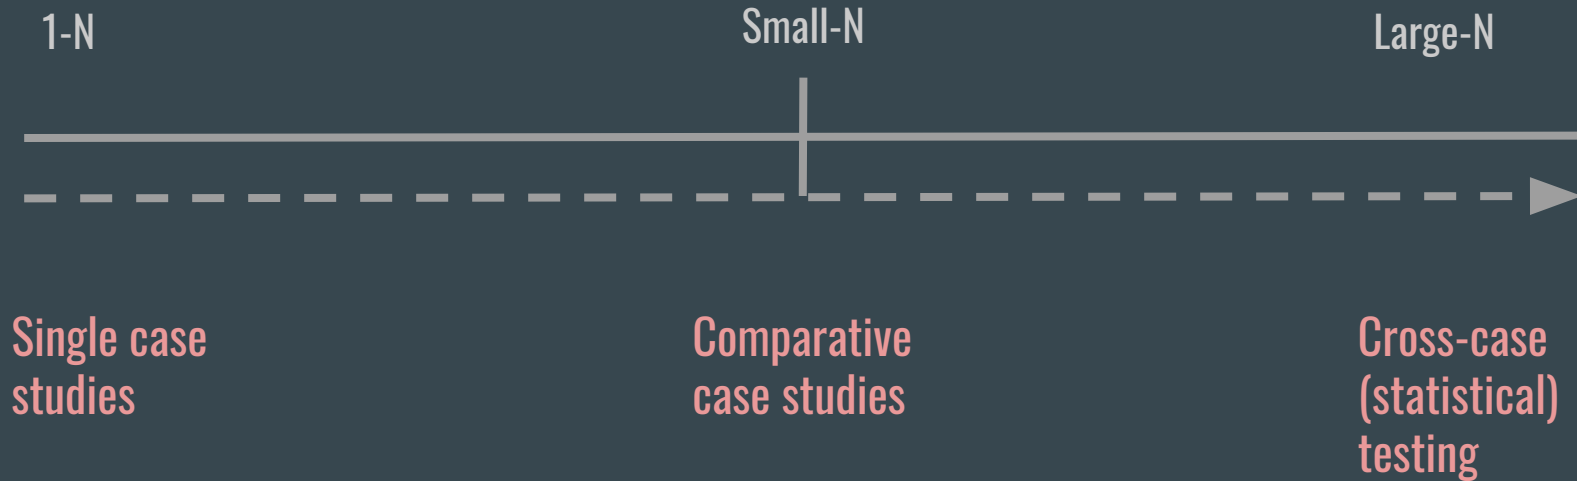 1-N
Small-N
Large-N
Single case
studies
Comparative
case studies
Cross-case
(statistical)
testing